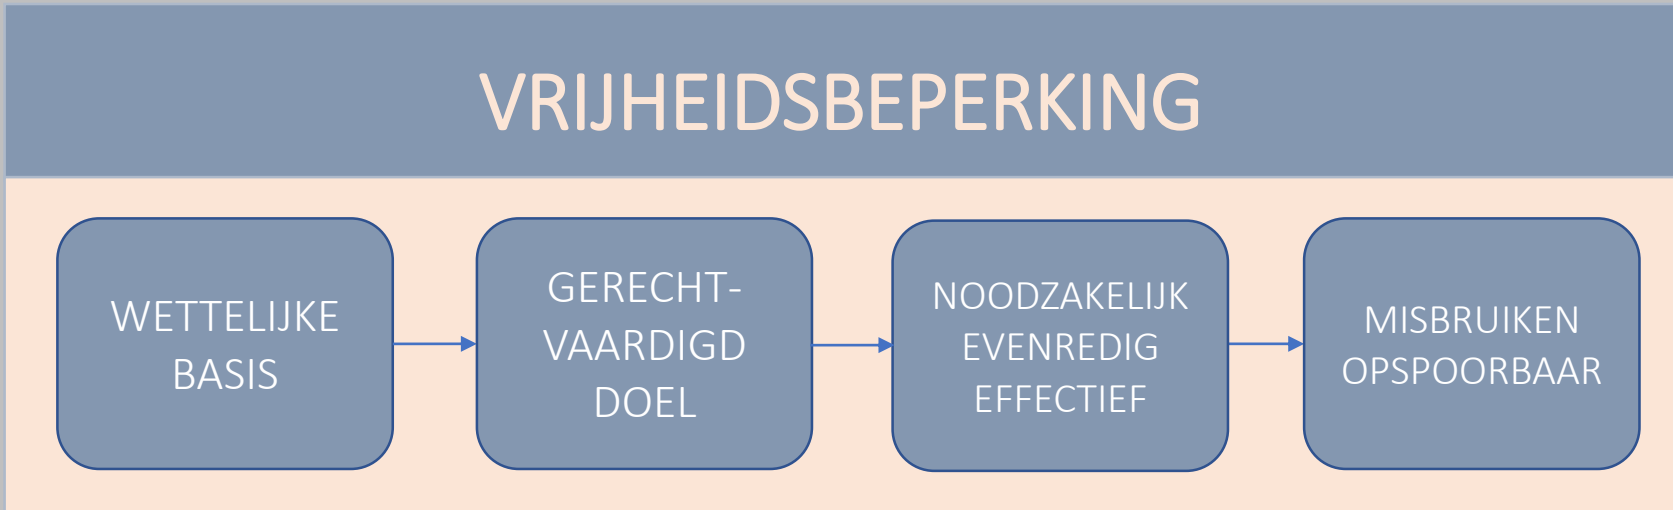 VRIJHEIDSBEPERKING
WETTELIJKE
BASIS
GERECHT-
VAARDIGD
DOEL
NOODZAKELIJK
EVENREDIG
EFFECTIEF
MISBRUIKEN
OPSPOORBAAR